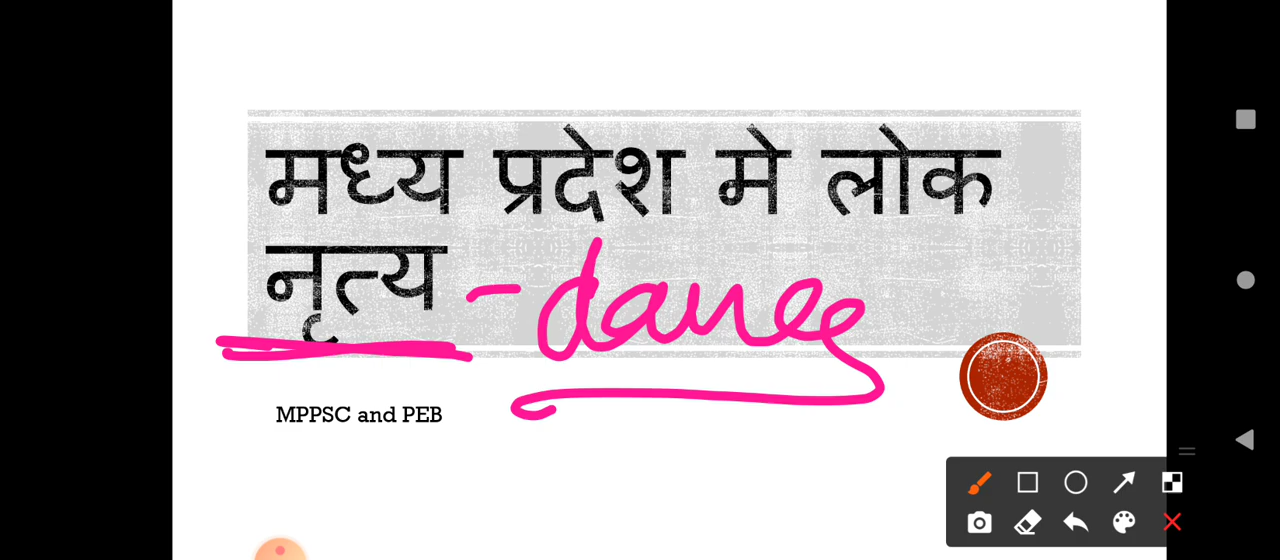 मध्य प्रदेश मे लोक
नृत्य - dance
MPPSC and PEB